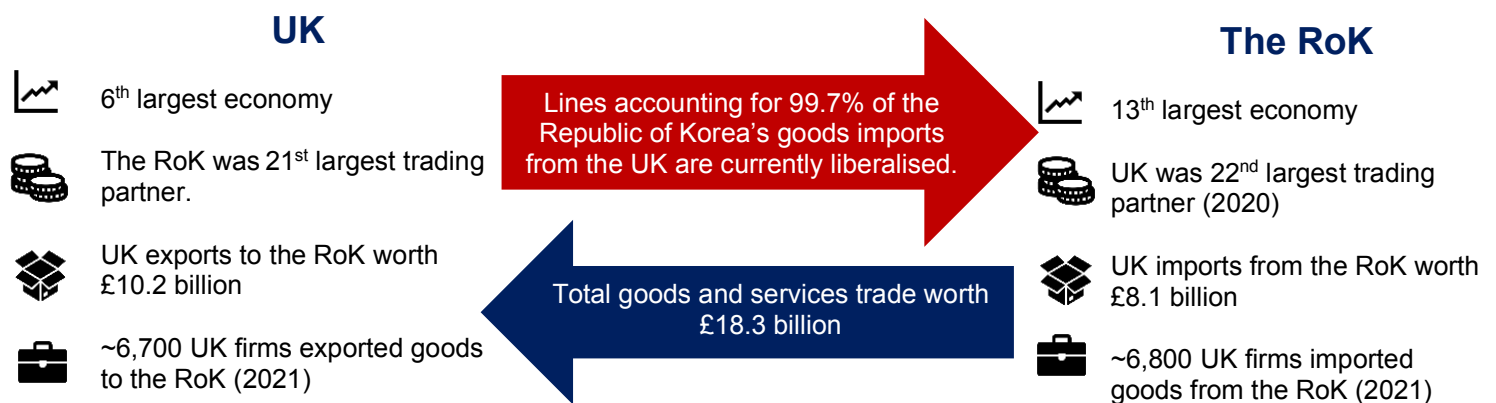 UK
6th largest economy
The RoK was 21st largest trading
partner.
UK exports to the RoK worth
£10.2 billion
~6,700 UK firms exported goods
to the RoK (2021)
Lines accounting for 99.7% of the
Republic of Korea’s goods imports
from the UK are currently liberalised.
Total goods and services trade worth
£18.3 billion
The RoK
13th largest economy
UK was 22nd largest trading
partner (2020)
UK imports from the RoK worth
£8.1 billion
~6,800 UK firms imported
goods from the RoK (2021)